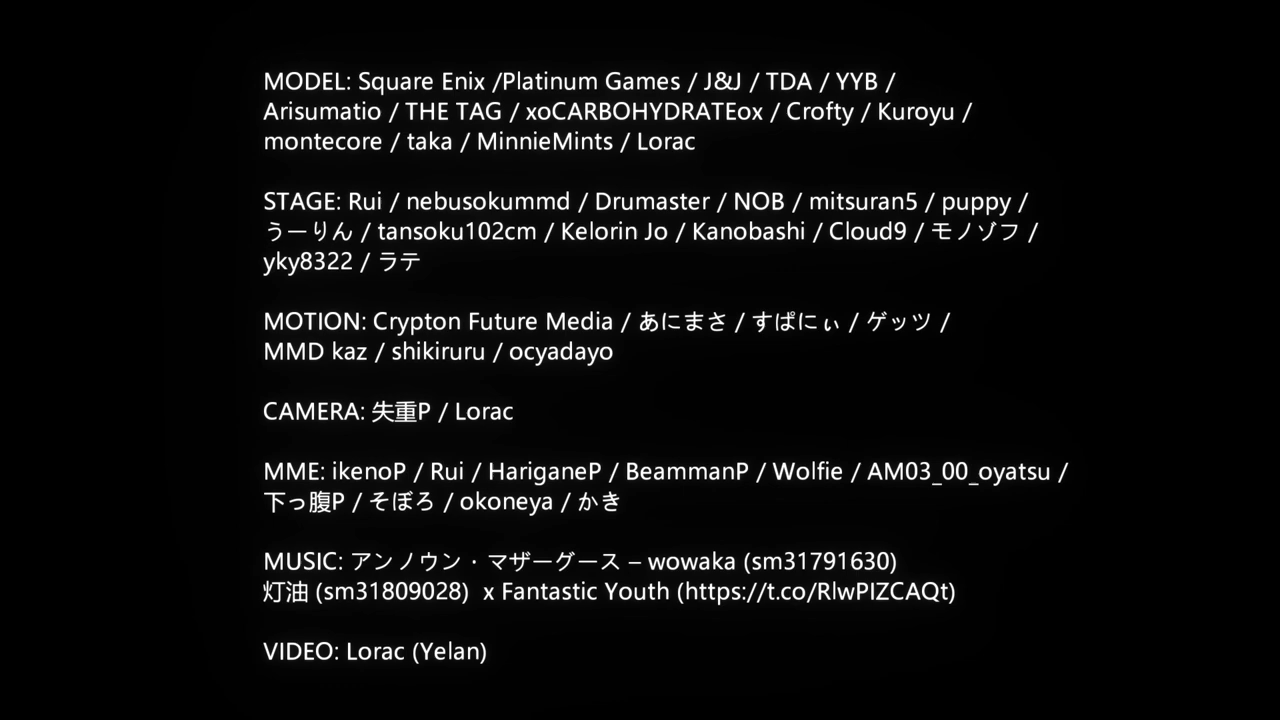 MODEL: Square Enix /Platinum Games / J&J / TDA / YYB /
Arisumatio / THE TAG / xoCARBOHYDRATEox / Crofty / Kuroyu /
montecore / taka / MinnieMints / Lorac
STAGE: Rui / nebusokummd / Drumaster / NOB / mitsuran5 / puppy /
うーりん / tansoku102cm / Kelorin Jo / Kanobashi / Cloud9 / モノゾフ /
yky8322 / ラテ
MOTION: Crypton Future Media / あにまさ / すぱにぃ / ゲッツ /
MMD kaz / shikiruru / ocyadayo
CAMERA: 失重P / Lorac
MME: ikenoP / Rui / HariganeP / BeammanP / Wolfie / AM03_00_oyatsu /
下っ腹P / そぼろ / okoneya / かき
MUSIC: アンノウン・マザーグース – wowaka (sm31791630)
灯油 (sm31809028)  x Fantastic Youth (https://t.co/RlwPIZCAQt)
VIDEO: Lorac (Yelan)